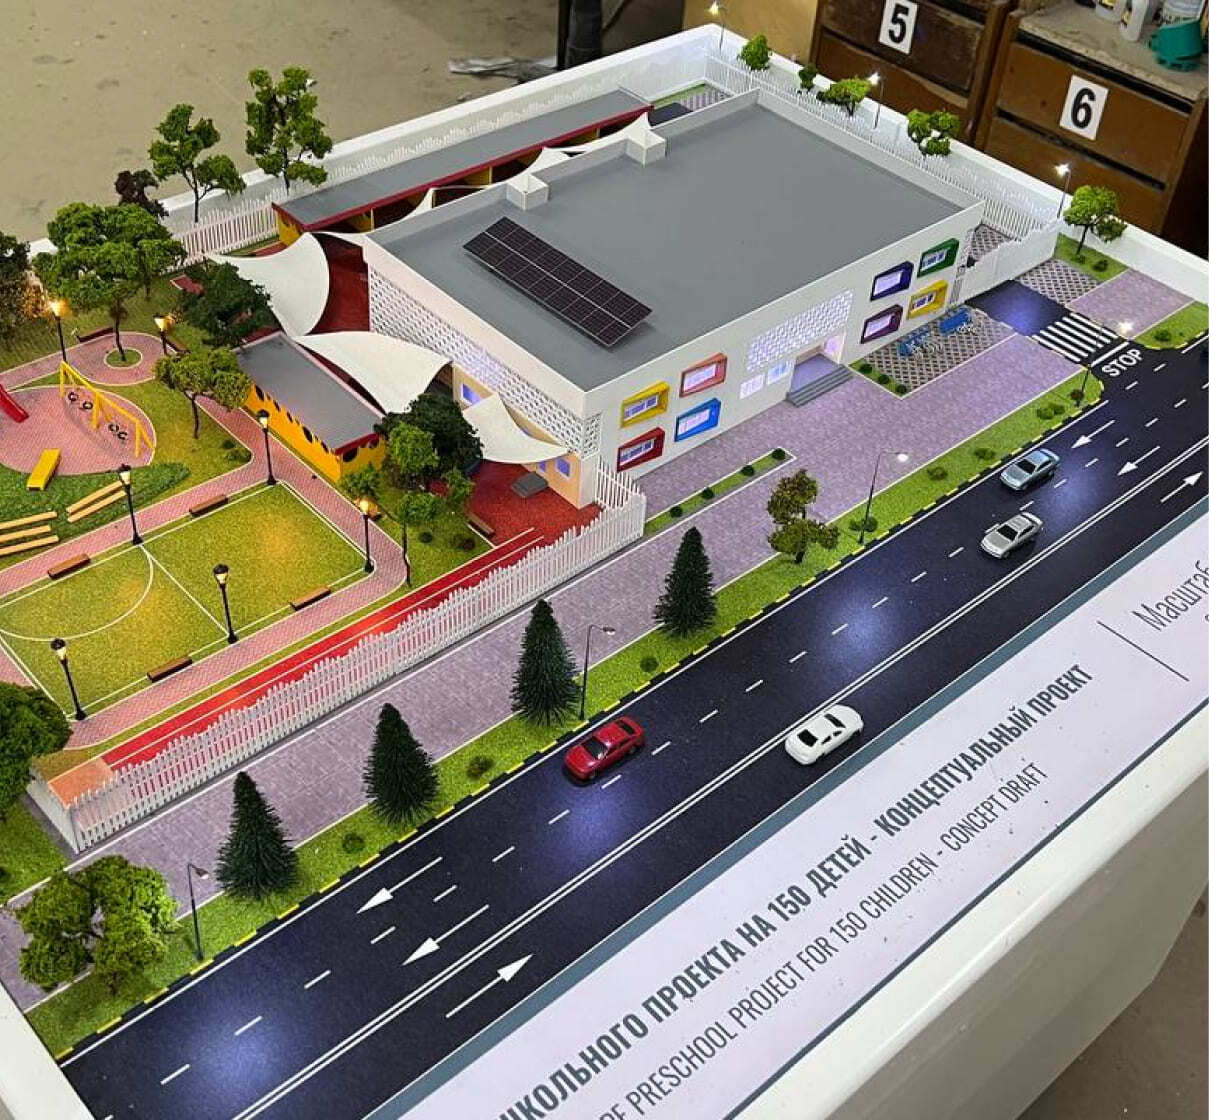 5
6
STOP
Масштаб
ШКОЛЬНОГО ПРОЕКТА НА 150 ДЕТЕЙ - КОНЦЕПТУАЛЬНЫЙ ПРОЕКТ
PRESCHOOL PROJECT FOR 150 CHILDREN - CONCEPT DRAFT